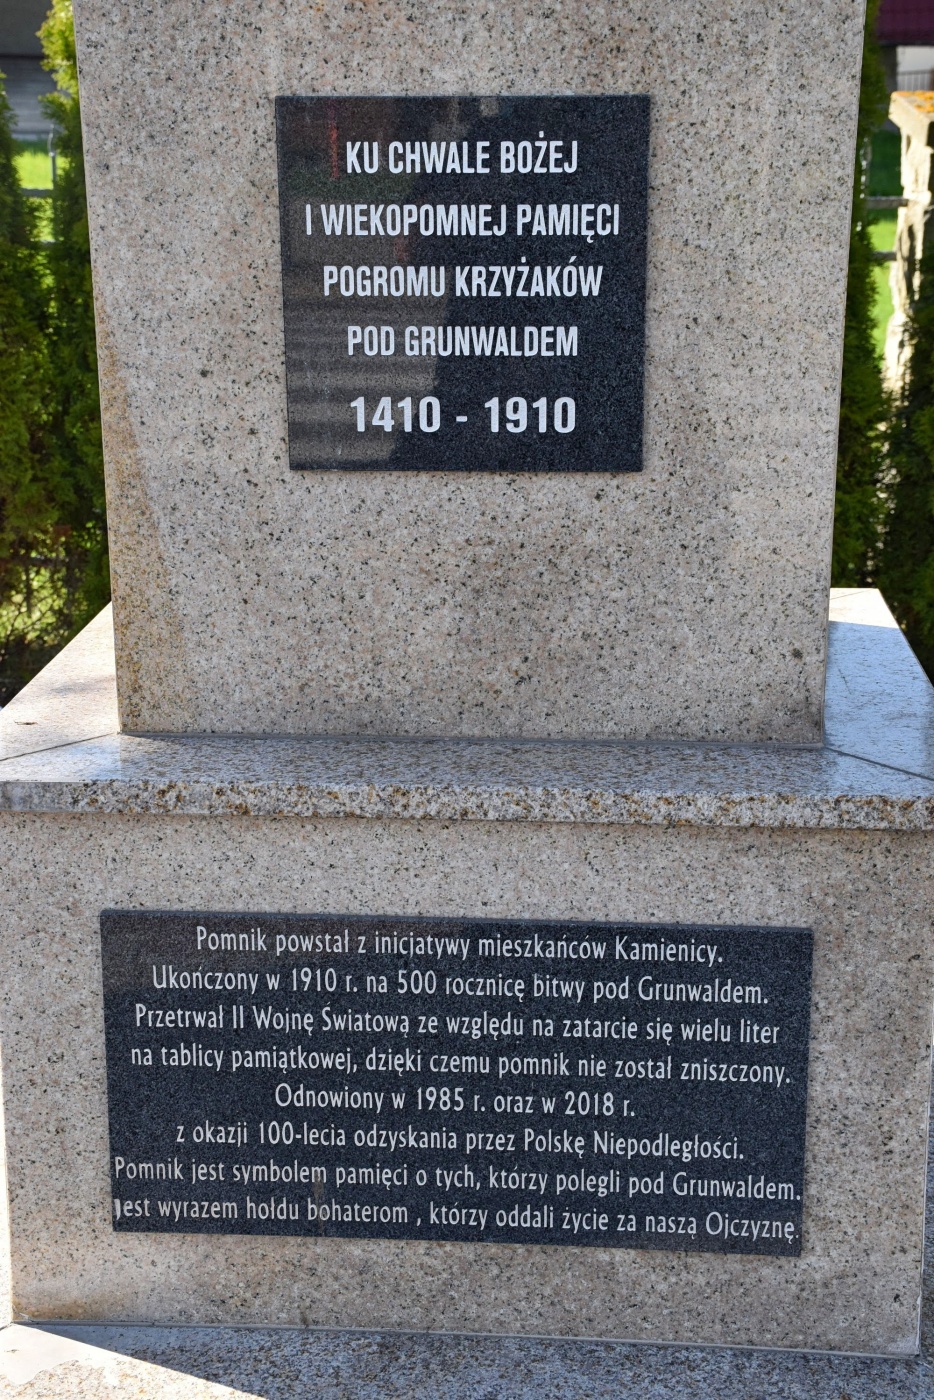 KU CHWALE BOŻEJ
I WIEKOPOMNEJ PAMIĘCI
POGROMU KRZYŻAKÓW
POD GRUNWALDEM
1410 - 1910
Pomnik powstał z inicjatywy mieszkańców Kamienicy.
Ukończony w 1910 r. na 500 rocznicę bitwy pod Grunwaldem.
Przetrwał II Wojnę Światową ze względu na zatarcie się wielu liter
na tablicy pamiątkowej, dzięki czemu pomnik nie został zniszczony.
Odnowiony w 1985 r. oraz w 2018 r.
z okazji 100-lecia odzyskania przez Polskę Niepodległości.
Pomnik jest symbolem pamięci o tych, którzy polegli pod Grunwaldem.
Jest wyrazem hołdu bohaterom , którzy oddali życie za naszą Ojczyznę.